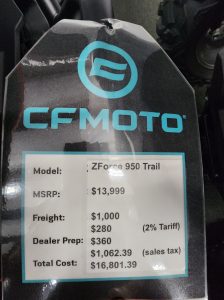 CFMOTO
Model: ZForce 950 Trail
MSRP: $13,999
Freight: $1,000
$280 (2% Tariff)
Dealer Prep: $360
$1,062.39 (sales tax)
Total Cost: $16,801.39